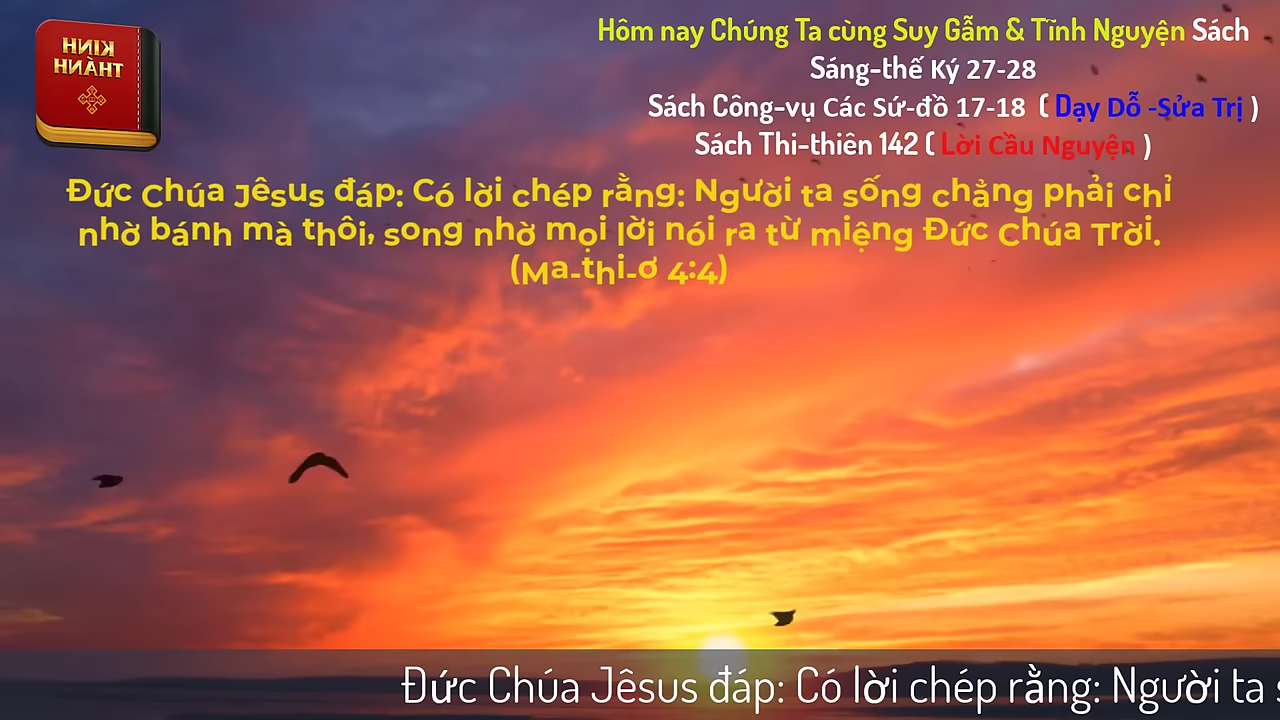 KINH
THÁNH
Hôm nay Chúng Ta cùng Suy Gẫm & Tĩnh Nguyện Sách
Sáng-thế Ký 27-28
Sách Công-vụ Các Sứ-đồ 17-18 ( Dạy Dỗ -Sửa Trị )
Sách Thi-thiên 142 ( Lời Cầu Nguyện )
Đức Chúa Jêsus đáp: Có lời chép rằng: Người ta sống chẳng phải chỉ
nhờ bánh mà thôi, song nhờ mọi lời nói ra từ miệng Đức Chúa Trời.
(Ma-thi-ơ 4:4)
Đức Chúa Jêsus đáp: Có lời chép rằng: Người ta